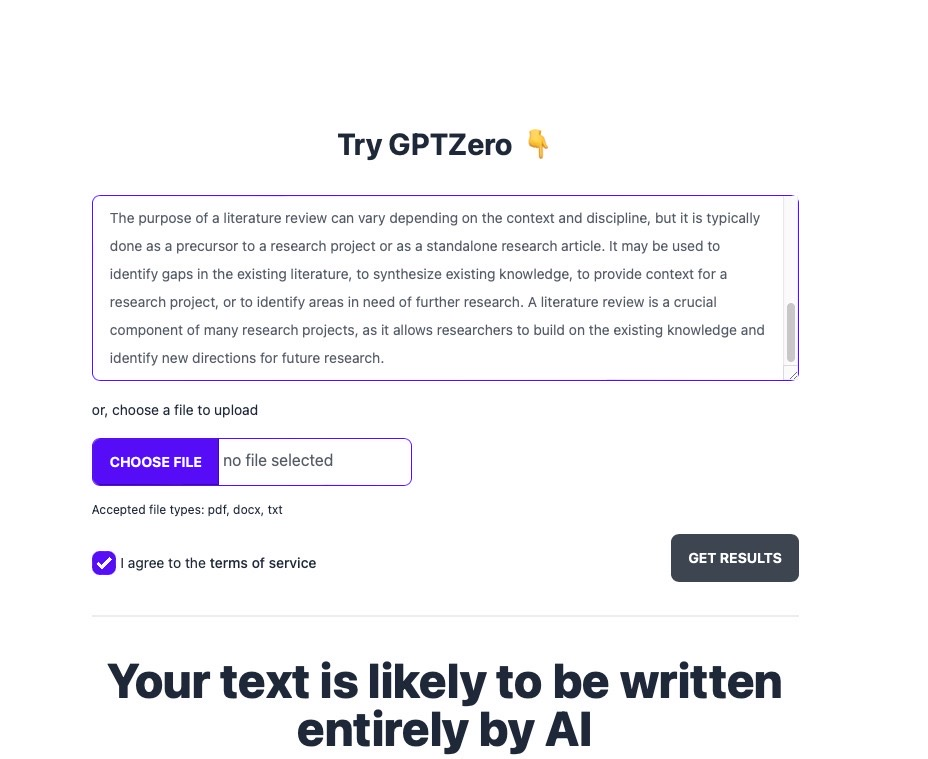 Try GPTZero 👇
The purpose of a literature review can vary depending on the context and discipline, but it is typically
done as a precursor to a research project or as a standalone research article. It may be used to
identify gaps in the existing literature, to synthesize existing knowledge, to provide context for a
research project, or to identify areas in need of further research. A literature review is a crucial
component of many research projects, as it allows researchers to build on the existing knowledge and
identify new directions for future research.
or, choose a file to upload
CHOOSE FILE no file selected
Accepted file types: pdf, docx, txt
I agree to the terms of service
GET RESULTS
Your text is likely to be written
entirely by AI